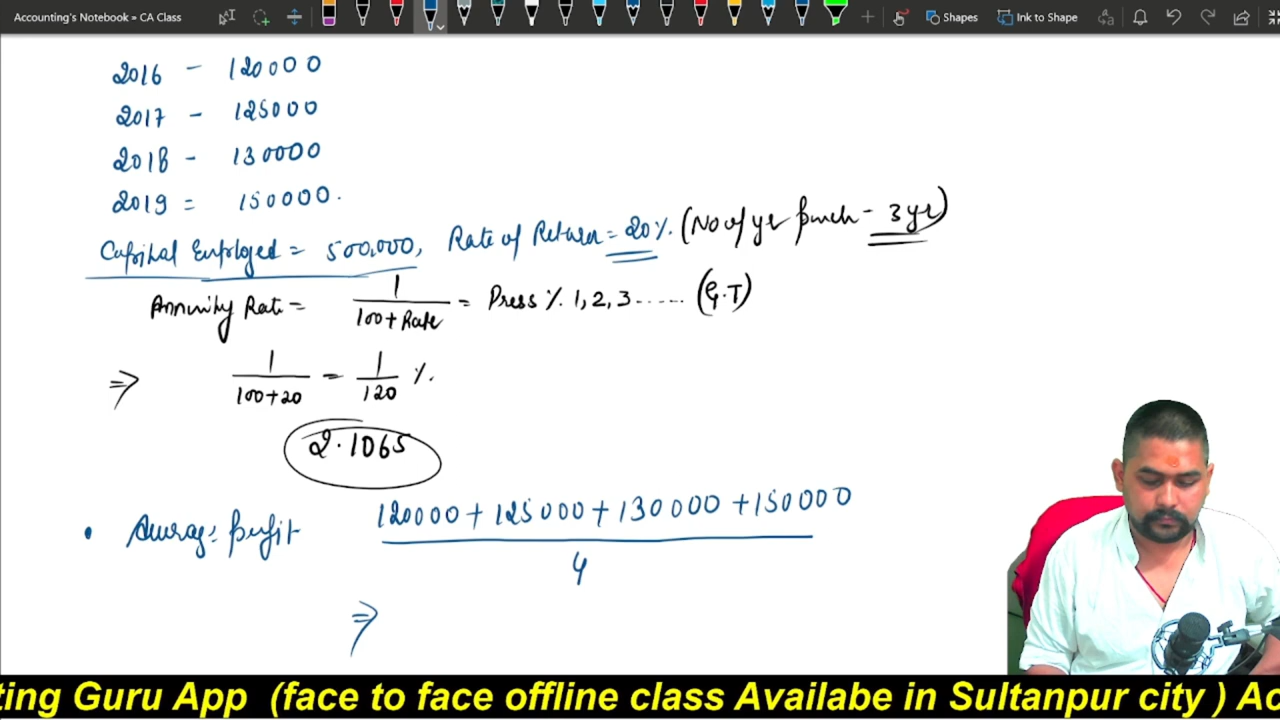 Accounting's Notebook » CA Class
Shapes
Ink to Shape
2016 - 120000
2017 - 125000
2018 - 130000
2019 = 150000.
Capital Employed = 500,000, Rate of Return = 20%. (No of yr purch - 3 yr)
Annuity Rate = 1/100+Rate = Press % 1, 2, 3 ...... (G.T)
⇒ 1/100+20 = 1/120 %.
2.1065
• Average profit 120000 + 125000 + 130000 + 150000 / 4
⇒
ting Guru App (face to face offline class Availabe in Sultanpur city ) Ac